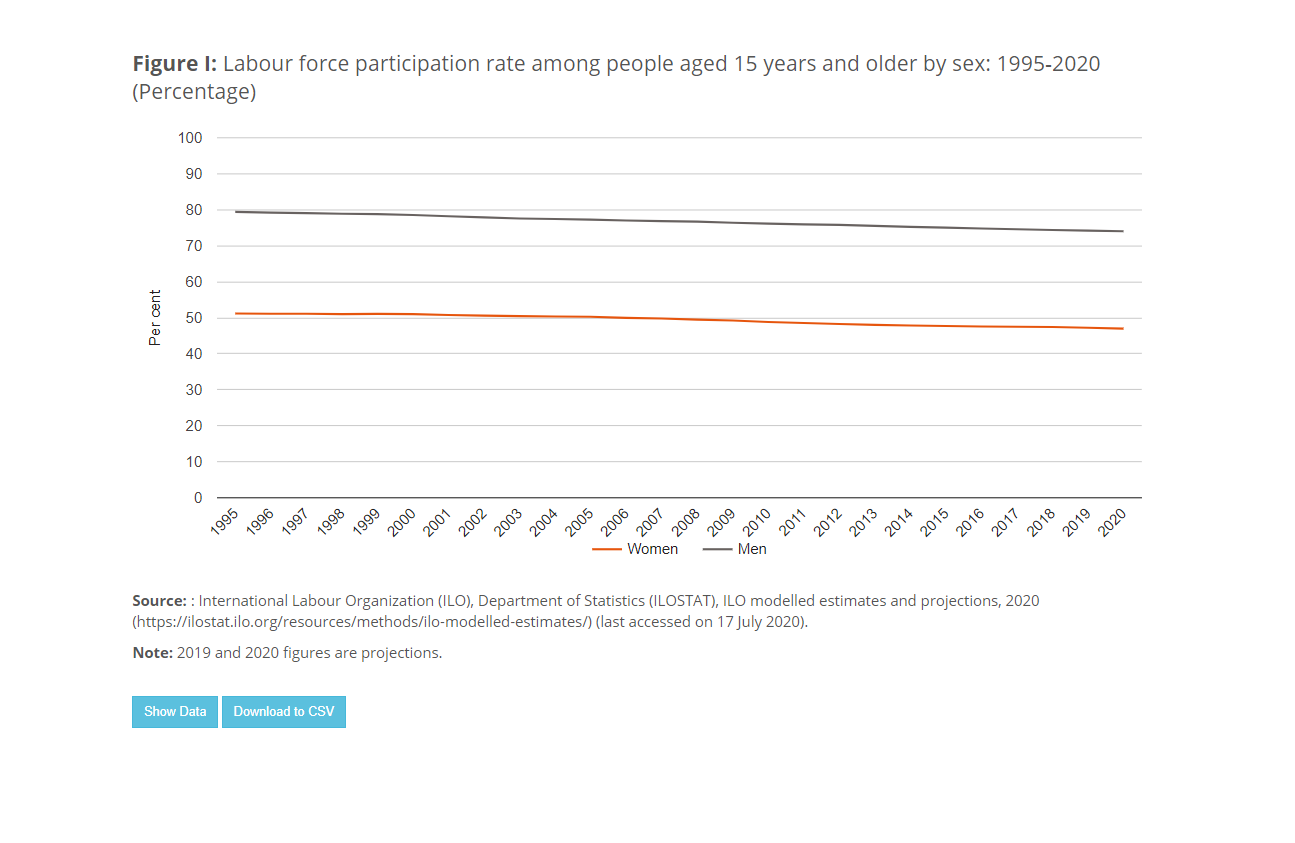 Figure I: Labour force participation rate among people aged 15 years and older by sex: 1995-2020
(Percentage)
100
90
80
70
60
50
40
30
20
10
0
Per cent
1995 1996 1997 1998 1999 2000 2001 2002 2003 2004 2005 2006 2007 2008 2009 2010 2011 2012 2013 2014 2015 2016 2017 2018 2019 2020
Women Men
Source: : International Labour Organization (ILO), Department of Statistics (ILOSTAT), ILO modelled estimates and projections, 2020
(https://ilostat.ilo.org/resources/methods/ilo-modelled-estimates/) (last accessed on 17 July 2020).
Note: 2019 and 2020 figures are projections.
Show Data Download to CSV